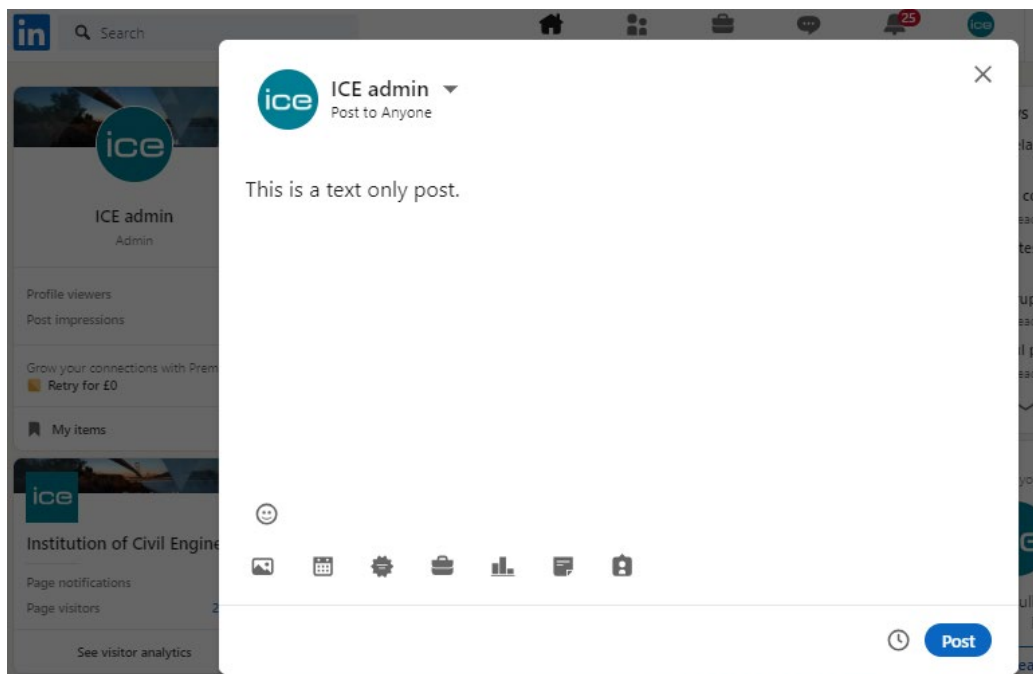 in
Search
25
ice
ice
ICE admin
Post to Anyone
This is a text only post.
Post
ice
ICE admin
Admin
Profile viewers
Post impressions
Grow your connections with Prem
Retry for £0
My items
ice
Institution of Civil Engine
Page notifications
Page visitors 2
See visitor analytics